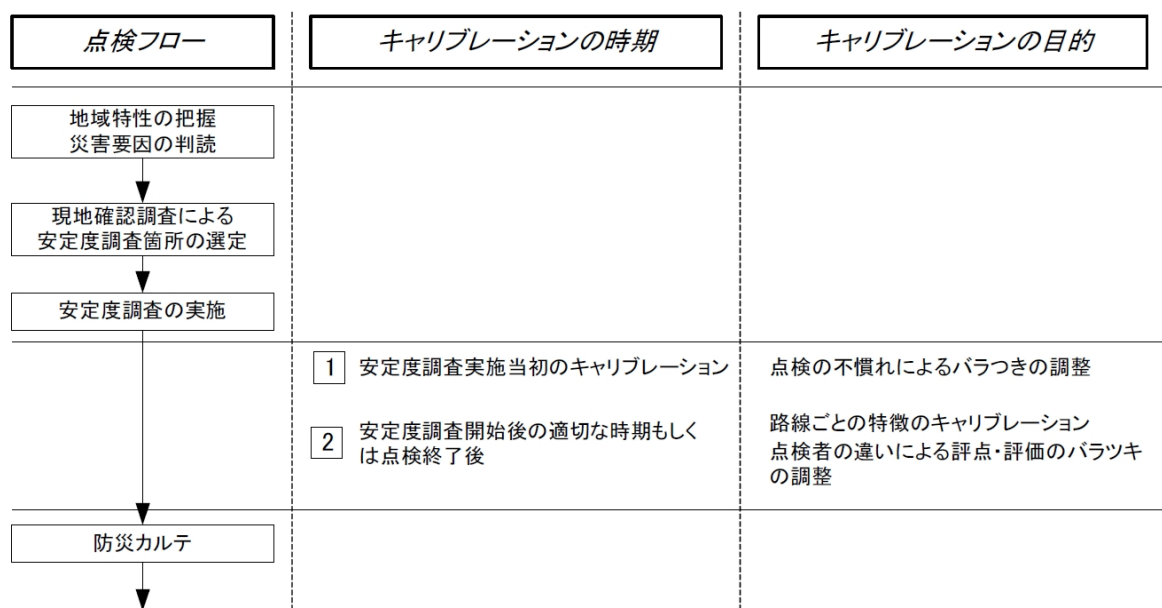 点検フロー
キャリブレーションの時期
キャリブレーションの目的
地域特性の把握
災害要因の判読
現地確認調査による
安定度調査箇所の選定
安定度調査の実施
1 安定度調査実施当初のキャリブレーション
点検の不慣れによるバラつきの調整
2 安定度調査開始後の適切な時期もしく
は点検終了後
路線ごとの特徴のキャリブレーション
点検者の違いによる評点・評価のバラツキ
の調整
防災カルテ